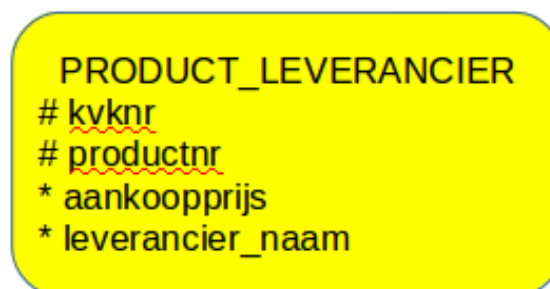 PRODUCT_LEVERANCIER
# kvknr
# productnr
* aankoopprijs
* leverancier_naam